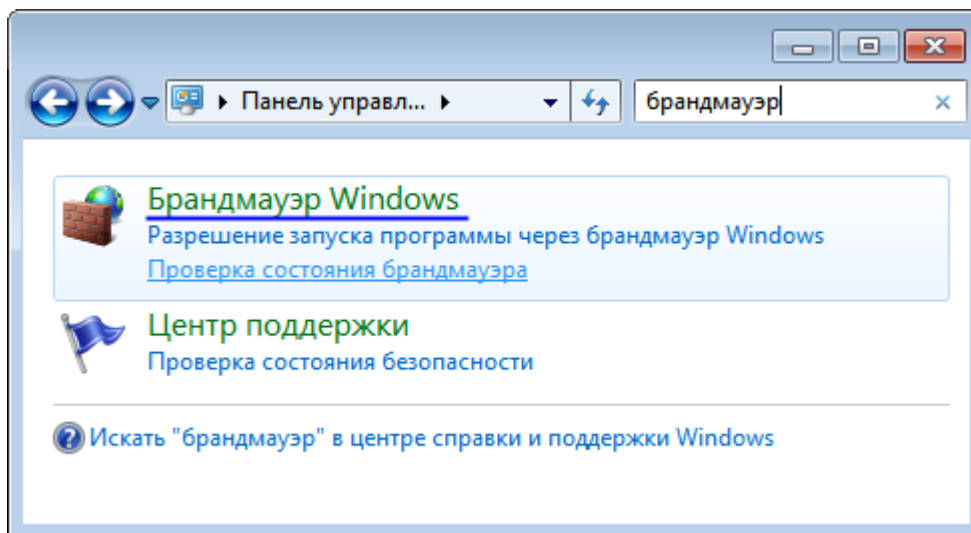 Панель управл...
брандмауэр
Брандмауэр Windows
Разрешение запуска программы через брандмауэр Windows
Проверка состояния брандмауэра
Центр поддержки
Проверка состояния безопасности
Искать "брандмауэр" в центре справки и поддержки Windows